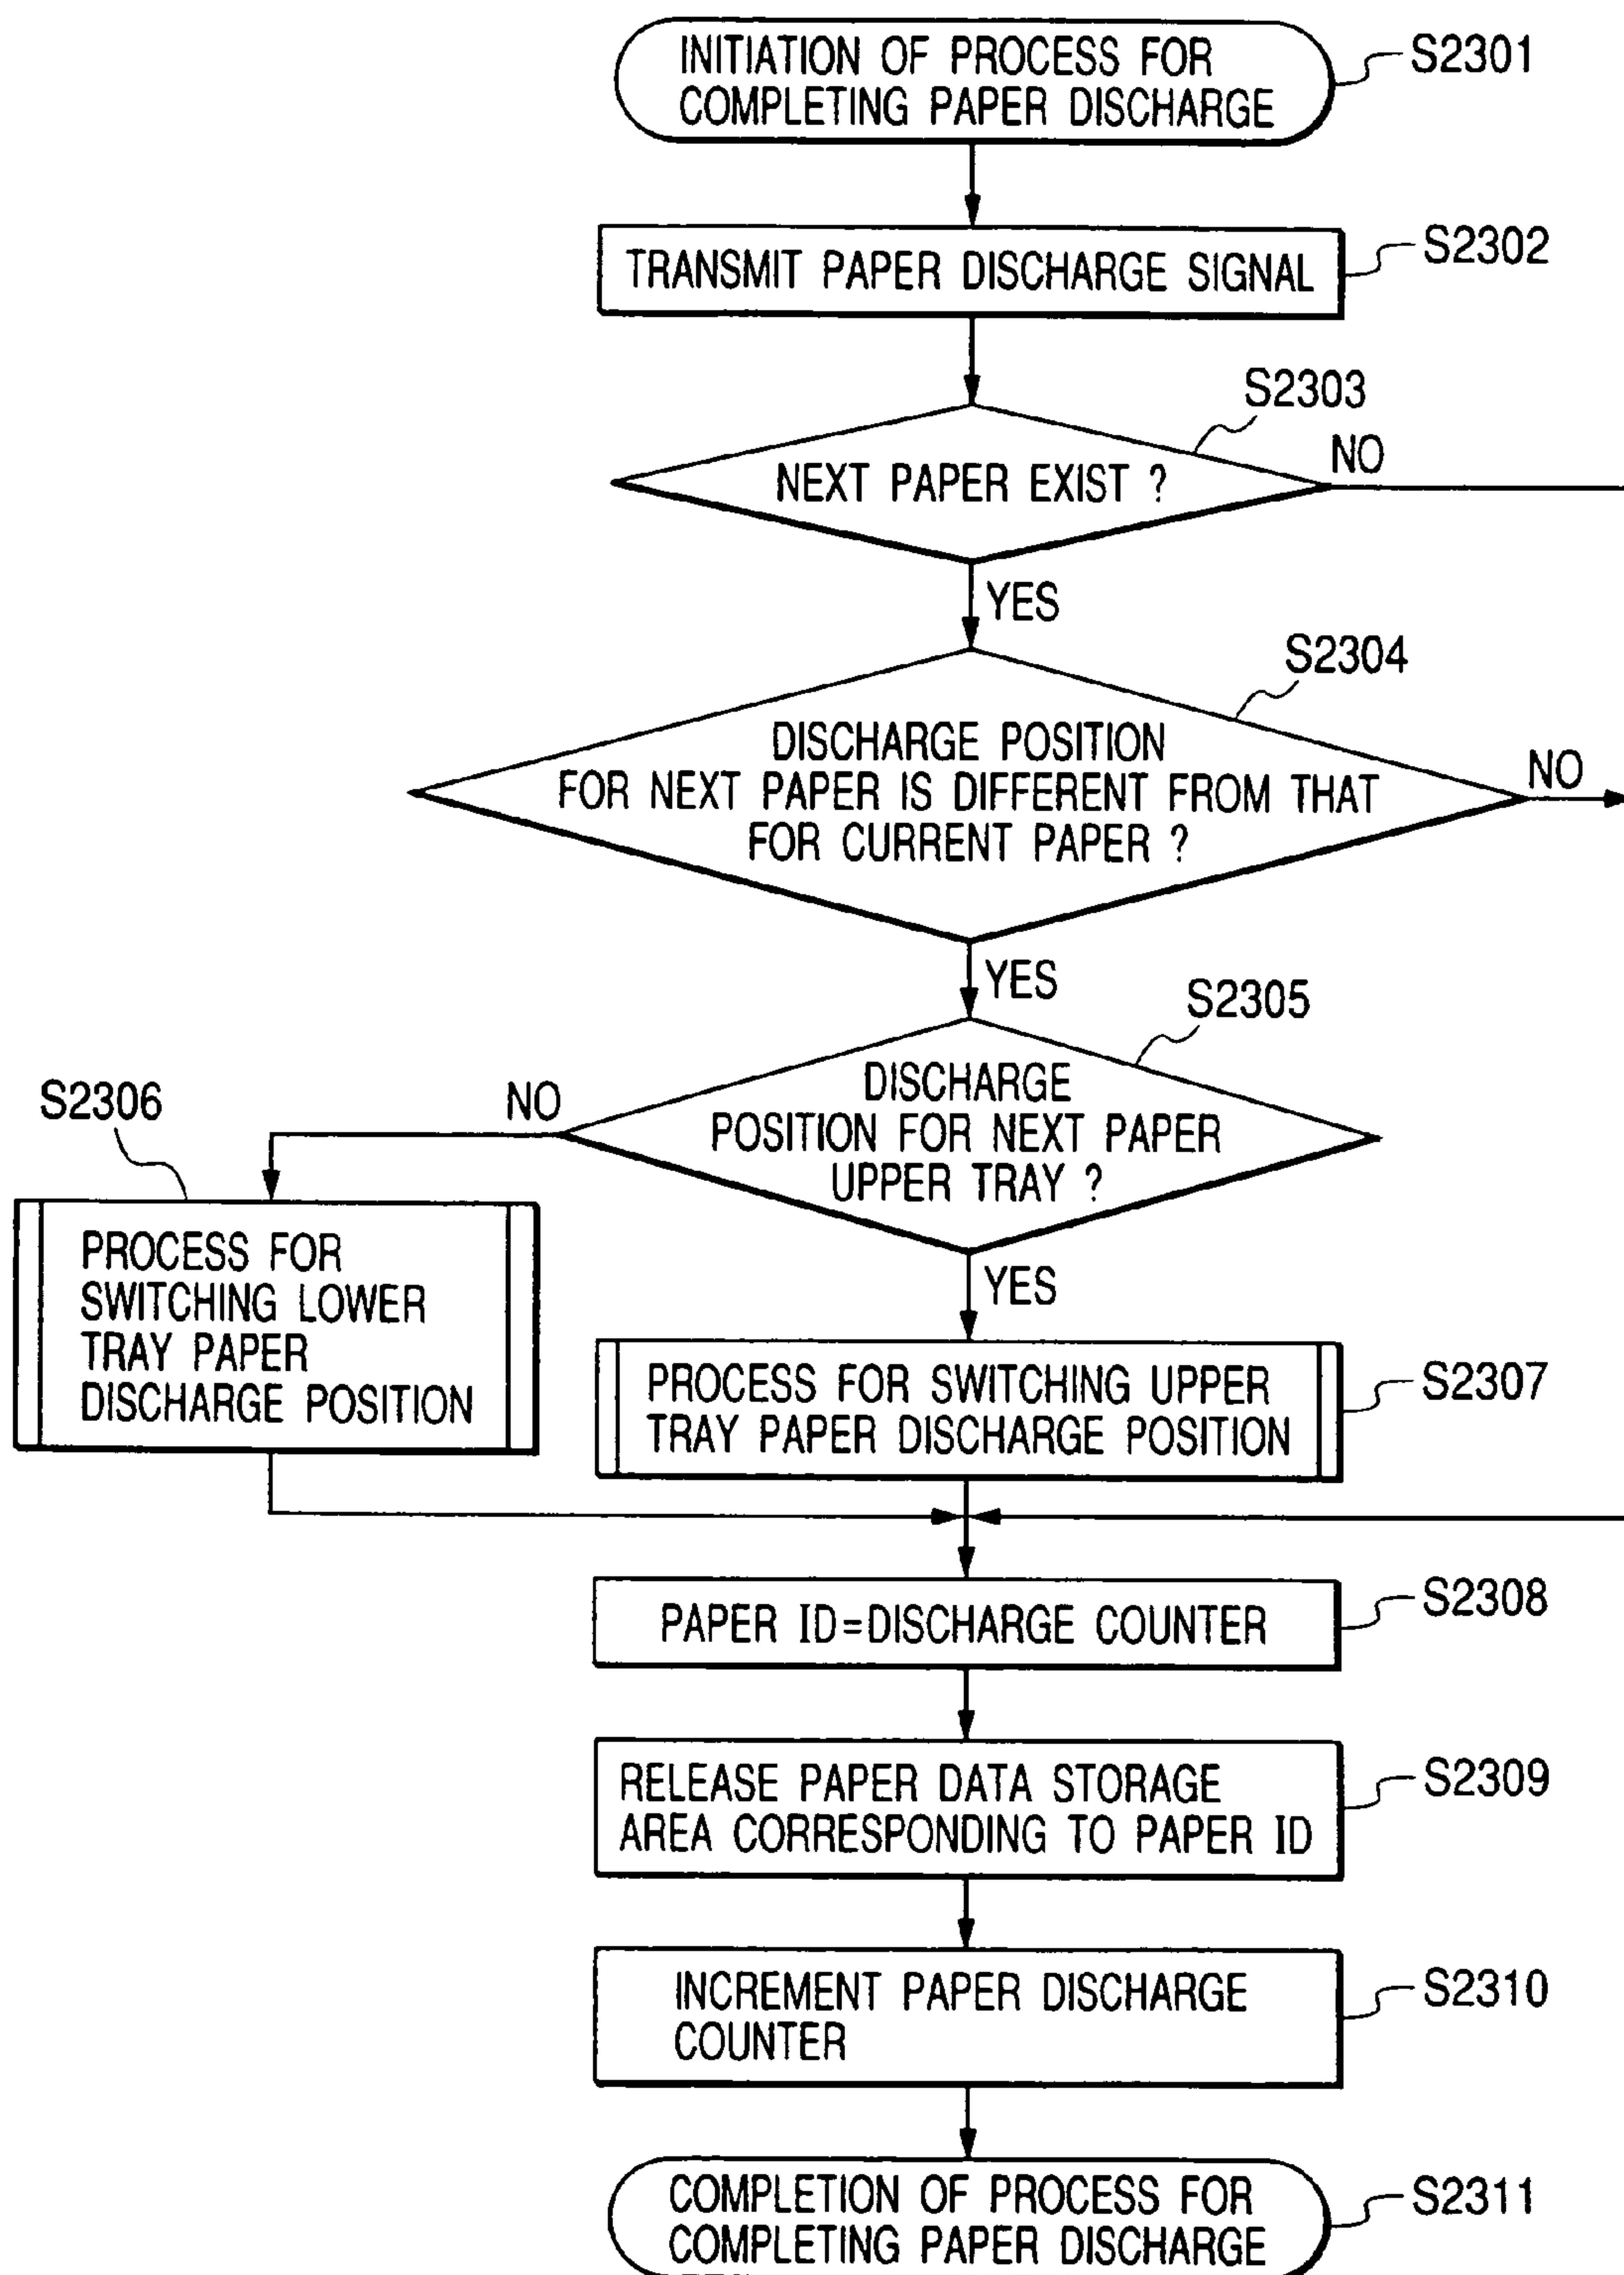 INITIATION OF PROCESS FOR
COMPLETING PAPER DISCHARGE
S2301
TRANSMIT PAPER DISCHARGE SIGNAL
S2302
S2303
NEXT PAPER EXIST ?
NO
YES
S2304
DISCHARGE POSITION
FOR NEXT PAPER IS DIFFERENT FROM THAT
FOR CURRENT PAPER ?
NO
YES
S2305
DISCHARGE
POSITION FOR NEXT PAPER
UPPER TRAY ?
NO
YES
S2306
PROCESS FOR
SWITCHING LOWER
TRAY PAPER
DISCHARGE POSITION
PROCESS FOR SWITCHING UPPER
TRAY PAPER DISCHARGE POSITION
S2307
PAPER ID=DISCHARGE COUNTER
S2308
RELEASE PAPER DATA STORAGE
AREA CORRESPONDING TO PAPER ID
S2309
INCREMENT PAPER DISCHARGE
COUNTER
S2310
COMPLETION OF PROCESS FOR
COMPLETING PAPER DISCHARGE
S2311